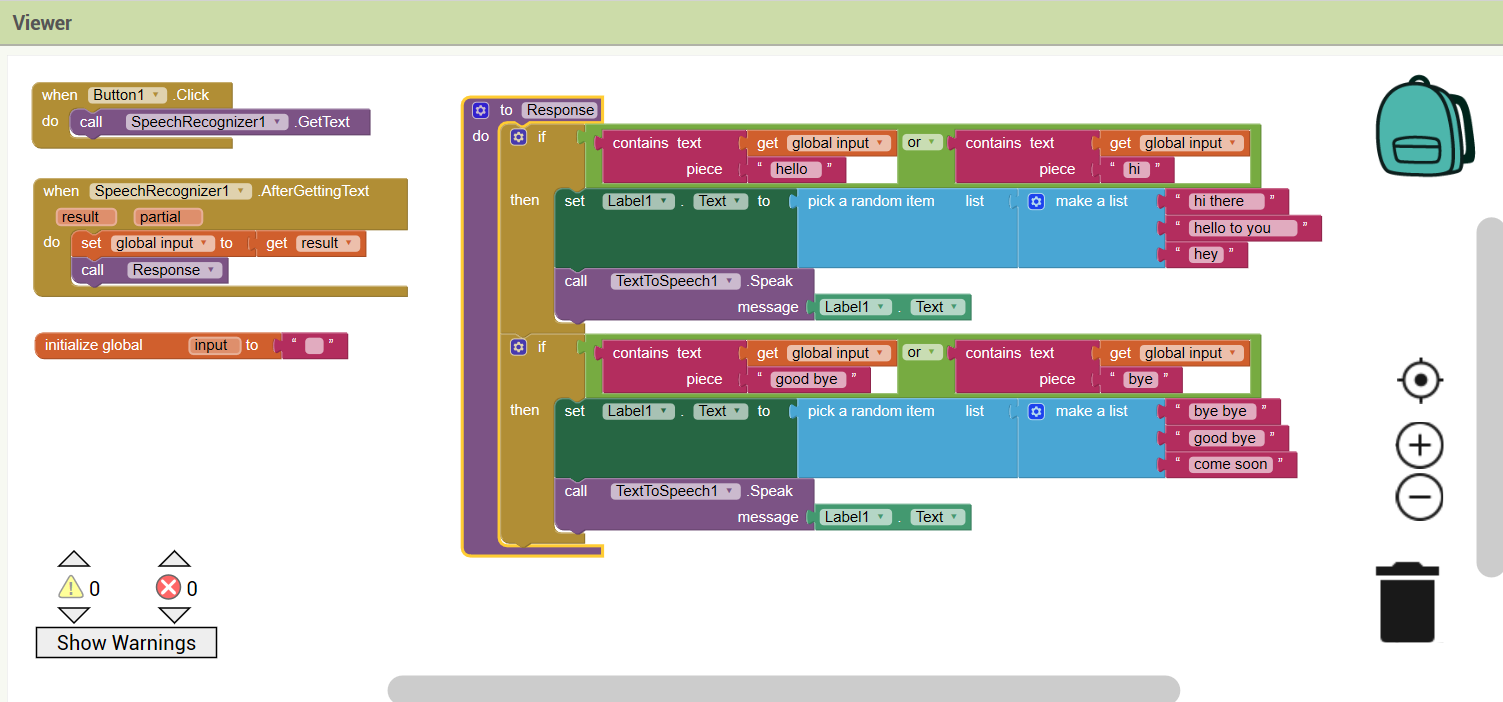 Viewer
when Button1 .Click
do call SpeechRecognizer1 .GetText
when SpeechRecognizer1 .AfterGettingText
result partial
do set global input to get result
call Response
initialize global input to “ ”
to Response
do if contains text get global input or contains text get global input
piece “ hello ” piece “ hi ”
then set Label1 . Text to pick a random item list make a list “ hi there ”
“ hello to you ”
“ hey ”
call TextToSpeech1 .Speak
message Label1 . Text
if contains text get global input or contains text get global input
piece “ good bye ” piece “ bye ”
then set Label1 . Text to pick a random item list make a list “ bye bye ”
“ good bye ”
“ come soon ”
call TextToSpeech1 .Speak
message Label1 . Text
0 0
Show Warnings